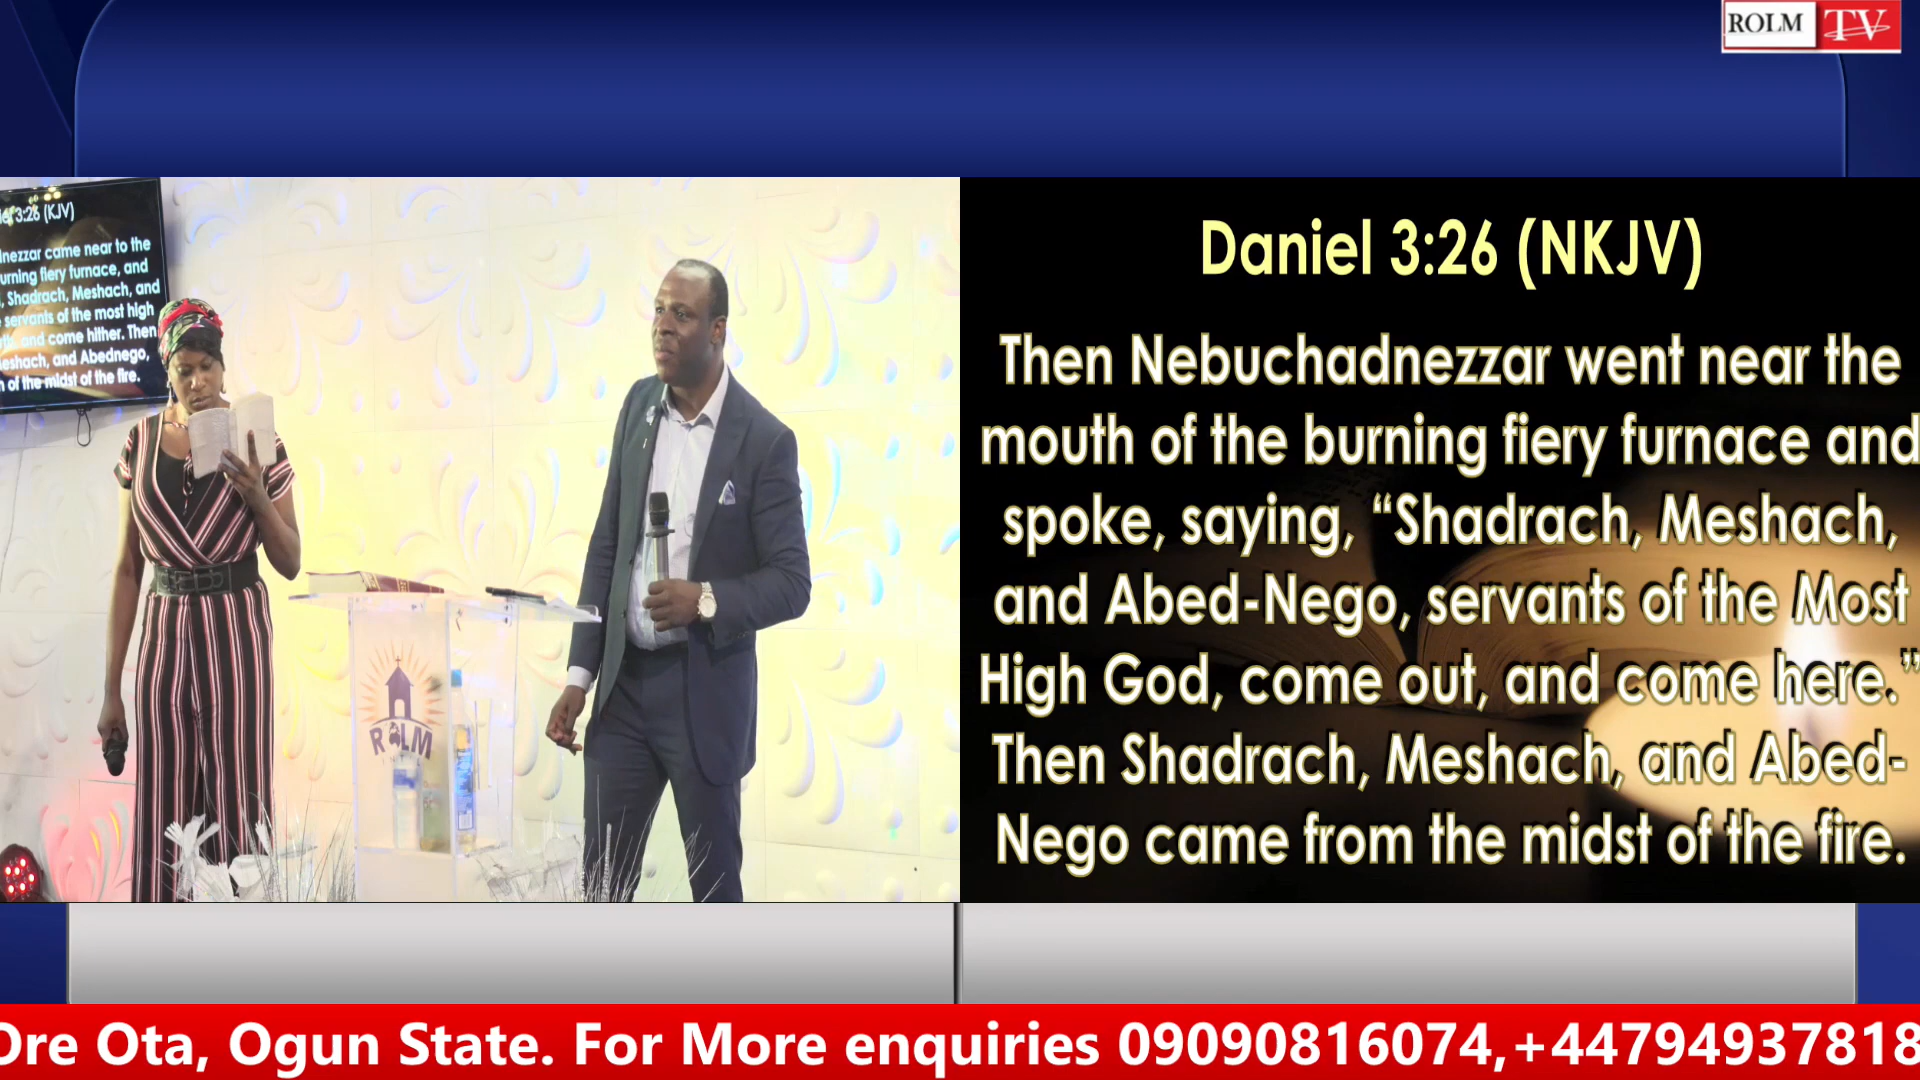 ROLM TV
3:26 (KJV)
came near to the
fiery furnace, and
Shadrach, Meshach, and
servants of the most high
and come hither. Then
and Abednego,
of the midst of the fire.
ROLM
Daniel 3:26 (NKJV)
Then Nebuchadnezzar went near the
mouth of the burning fiery furnace and
spoke, saying, “Shadrach, Meshach,
and Abed-Nego, servants of the Most
High God, come out, and come here.”
Then Shadrach, Meshach, and Abed-
Nego came from the midst of the fire.
Ore Ota, Ogun State. For More enquiries 09090816074,+44794937818